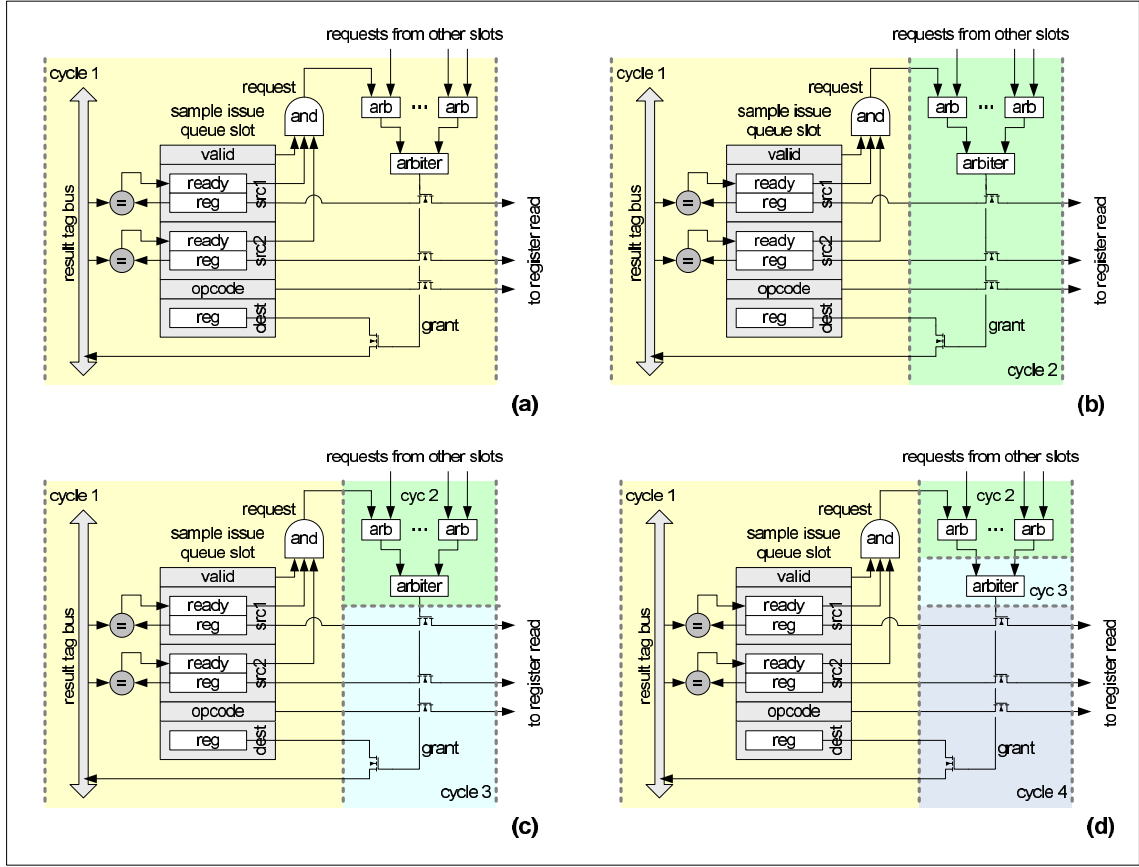 requests from other slots
cycle 1
request
arb
...
arb
sample issue
queue slot
and
valid
arbiter
ready
reg
src1
=
result tag bus
ready
reg
src2
=
to register read
opcode
reg
dest
grant
(a)
requests from other slots
cycle 1
request
arb
...
arb
sample issue
queue slot
and
valid
arbiter
ready
reg
src1
=
result tag bus
ready
reg
src2
=
to register read
opcode
reg
dest
grant
cycle 2
(b)
requests from other slots
cycle 1
cyc 2
request
arb
...
arb
sample issue
queue slot
and
valid
arbiter
ready
reg
src1
=
result tag bus
ready
reg
src2
=
to register read
opcode
reg
dest
grant
cycle 3
(c)
requests from other slots
cycle 1
cyc 2
request
arb
...
arb
sample issue
queue slot
and
valid
arbiter
cyc 3
ready
reg
src1
=
result tag bus
ready
reg
src2
=
to register read
opcode
reg
dest
grant
cycle 4
(d)